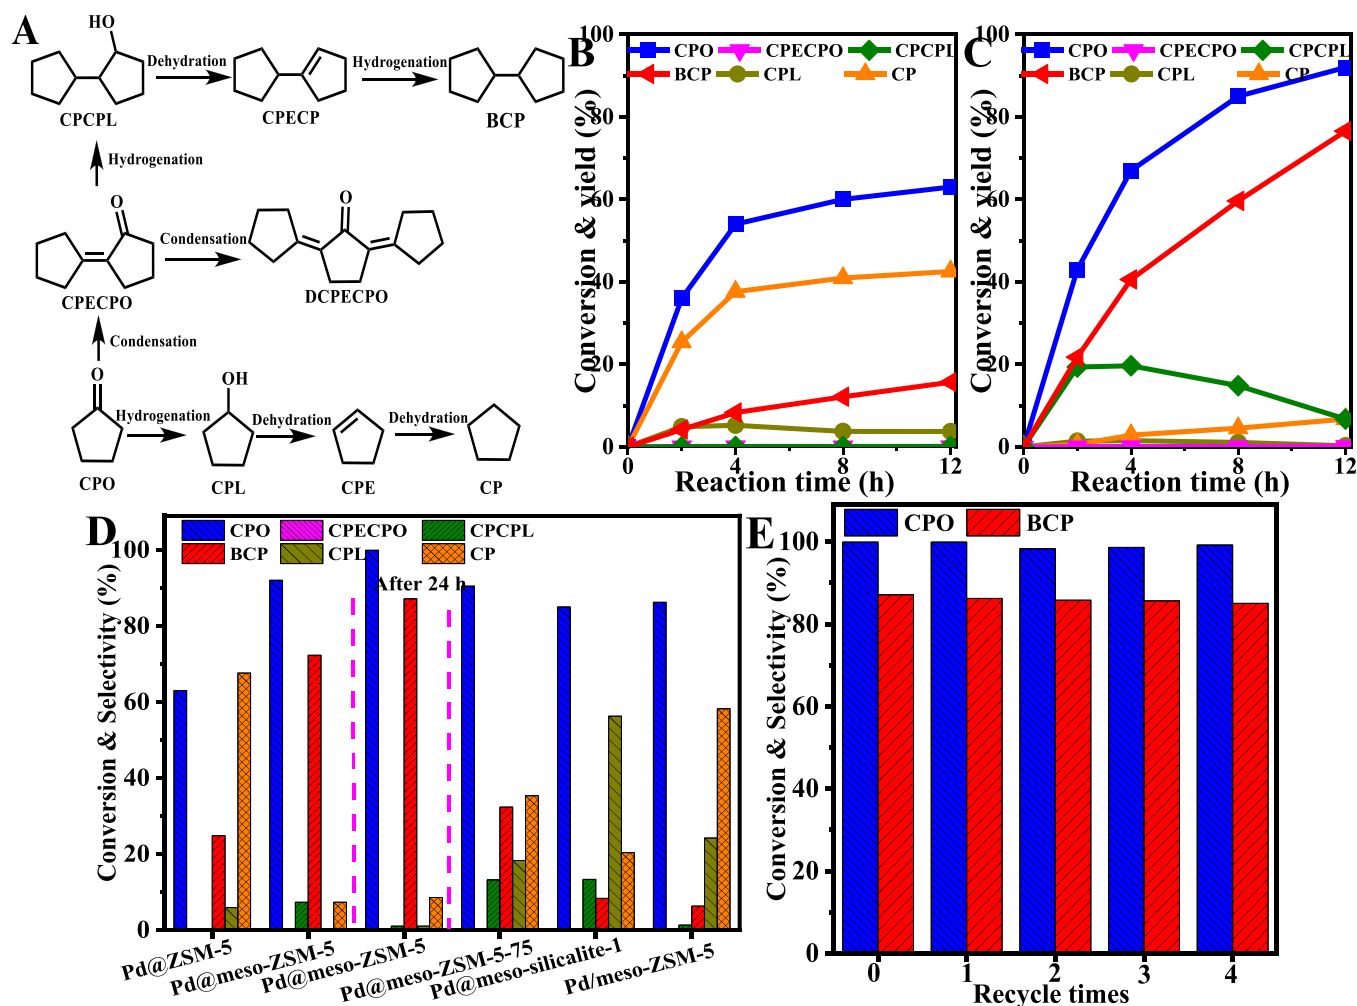 A
HO
Dehydration
Hydrogenation
CPCPL
CPECP
BCP
Hydrogenation
O
O
Condensation
CPECPO
DCPECPO
Condensation
O
OH
Hydrogenation
Dehydration
Dehydration
CPO
CPL
CPE
CP
B
100
80
60
40
20
0
Conversion & yield (%)
CPO
CPECPO
CPCPL
BCP
CPL
CP
0
4
8
12
Reaction time (h)
C
100
80
60
40
20
0
Conversion & yield (%)
CPO
CPECPO
CPCPL
BCP
CPL
CP
0
4
8
12
Reaction time (h)
D
100
80
60
40
20
0
Conversion & Selectivity (%)
CPO
CPECPO
CPCPL
BCP
CPL
CP
After 24 h
Pd@ZSM-5
Pd@meso-ZSM-5
Pd@meso-ZSM-5
Pd@meso-ZSM-5-75
Pd@meso-silicalite-1
Pd/meso-ZSM-5
E
100
80
60
40
20
0
Conversion & Selectivity (%)
CPO
BCP
0
1
2
3
4
Recycle times